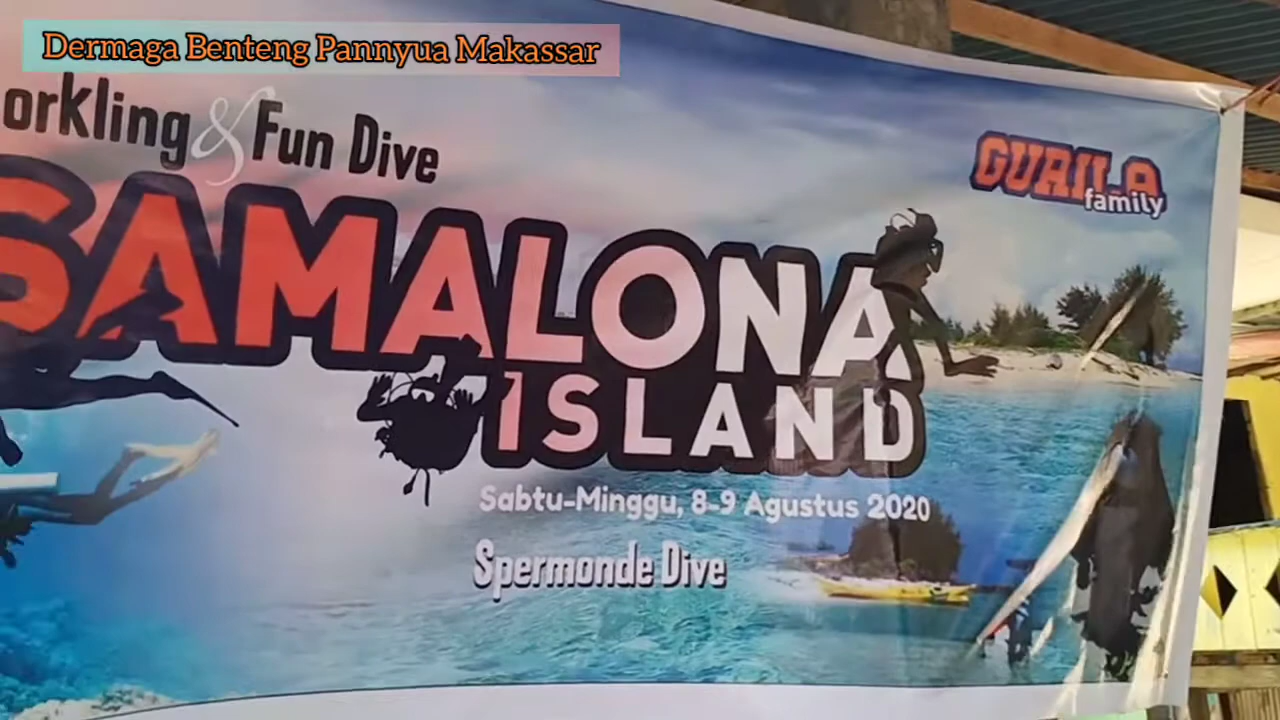 Dermaga Benteng Pannyua Makassar
orkling & Fun Dive
GURILA
family
SAMALONA
ISLAND
Sabtu-Minggu, 8-9 Agustus 2020
Spermonde Dive